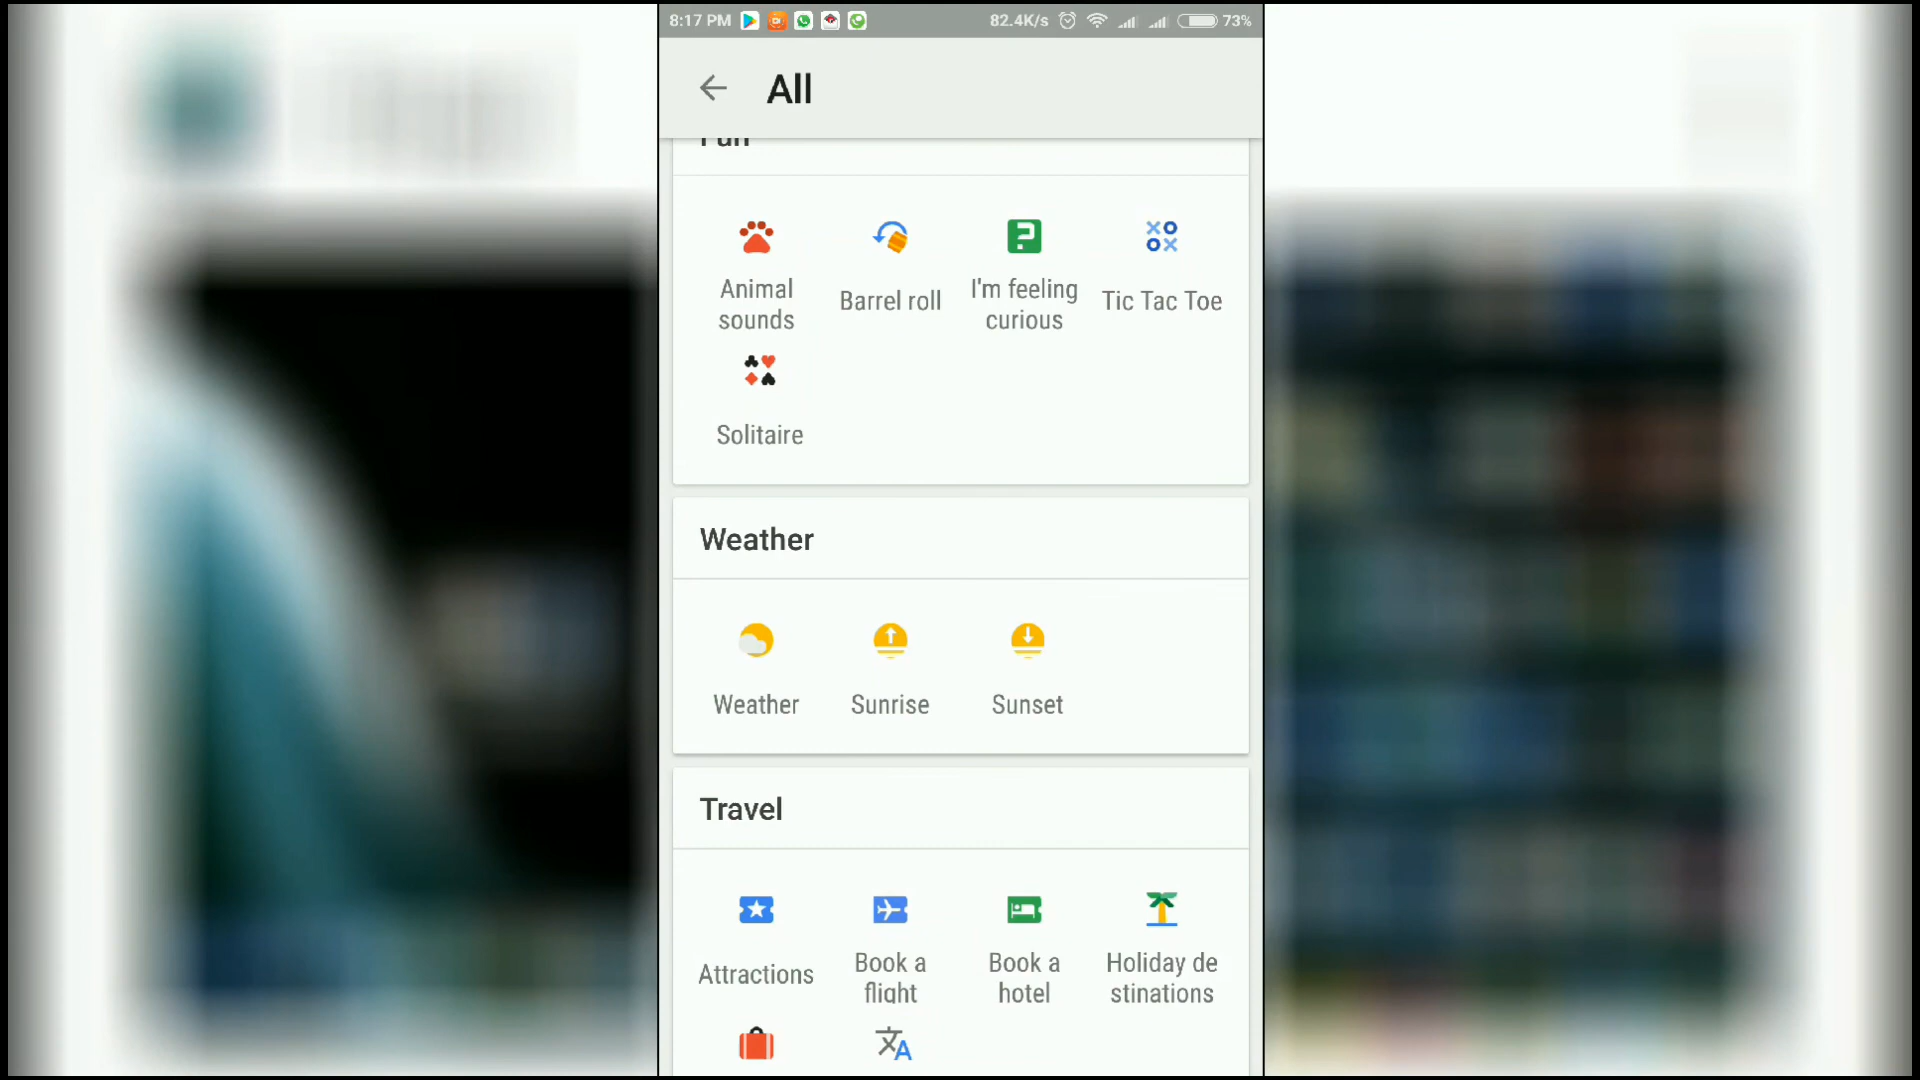 8:17 PM 82.4K/s 73%
All
Fun
Animal sounds
Barrel roll
I'm feeling curious
Tic Tac Toe
Solitaire
Weather
Weather
Sunrise
Sunset
Travel
Attractions
Book a flight
Book a hotel
Holiday de
stinations